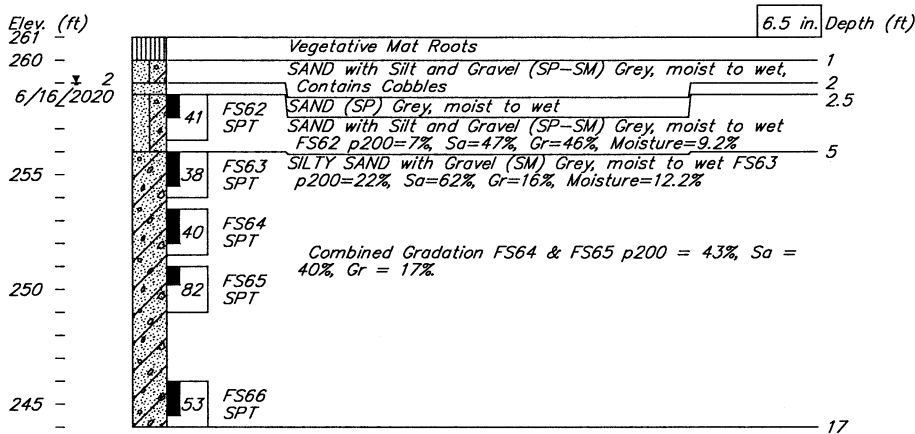 Elev. (ft)
6.5 in. Depth (ft)
261
Vegetative Mat Roots
260
1
SAND with Silt and Gravel (SP-SM) Grey, moist to wet,
Contains Cobbles
2
2
6/16/2020
2.5
SAND (SP) Grey, moist to wet
41
FS62
SPT
SAND with Silt and Gravel (SP-SM) Grey, moist to wet
FS62 p200=7%, Sa=47%, Gr=46%, Moisture=9.2%
5
255
38
FS63
SPT
SILTY SAND with Gravel (SM) Grey, moist to wet FS63
p200=22%, Sa=62%, Gr=16%, Moisture=12.2%
40
FS64
SPT
Combined Gradation FS64 & FS65 p200 = 43%, Sa =
40%, Gr = 17%
250
82
FS65
SPT
245
53
FS66
SPT
17